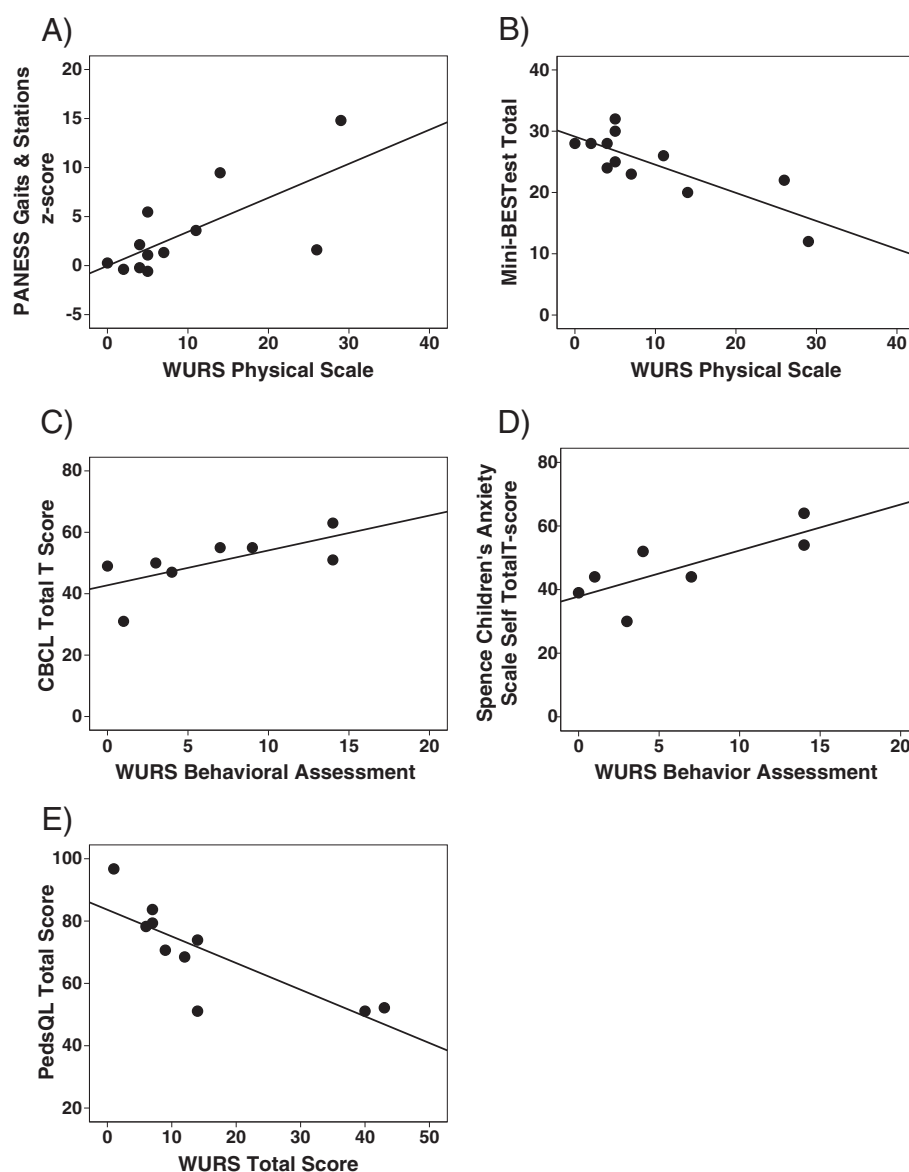 A)
PANESS Gaits & Stations
z-score
20
15
10
5
0
-5
0 10 20 30 40
WURS Physical Scale
B)
Mini-BESTest Total
40
30
20
10
0
0 10 20 30 40
WURS Physical Scale
C)
CBCL Total T Score
80
60
40
20
0
0 5 10 15 20
WURS Behavioral Assessment
D)
Spence Children's Anxiety
Scale Self TotalT-score
80
60
40
20
0
0 5 10 15 20
WURS Behavior Assessment
E)
PedsQL Total Score
100
80
60
40
20
0 10 20 30 40 50
WURS Total Score